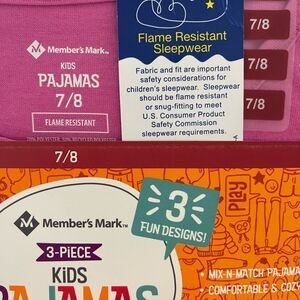 Member's Mark™
KIDS
PAJAMAS
7/8
FLAME RESISTANT
Flame Resistant
Sleepwear
Fabric and fit are important
safety considerations for
children's sleepwear. Sleepwear
should be flame resistant
or snug-fitting to meet
U.S. Consumer Product
Safety Commission
sleepwear requirements.
7/8
7/8
7/8
7/8
Member's Mark™
3-PIECE
KIDS
PAJAMAS
3
FUN DESIGNS!
• MIX-N-MATCH PAJAMA
• COMFORTABLE & COZY